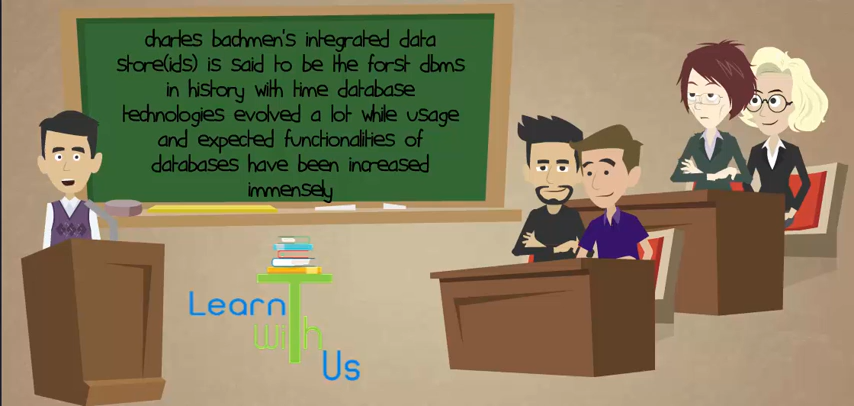 charles bachmen's integrated data
store(ids) is said to be the forst dbms
in history with time database
technologies evolved a lot while usage
and expected functionalities of
databases have been increased
immensely
Learn
With
Us